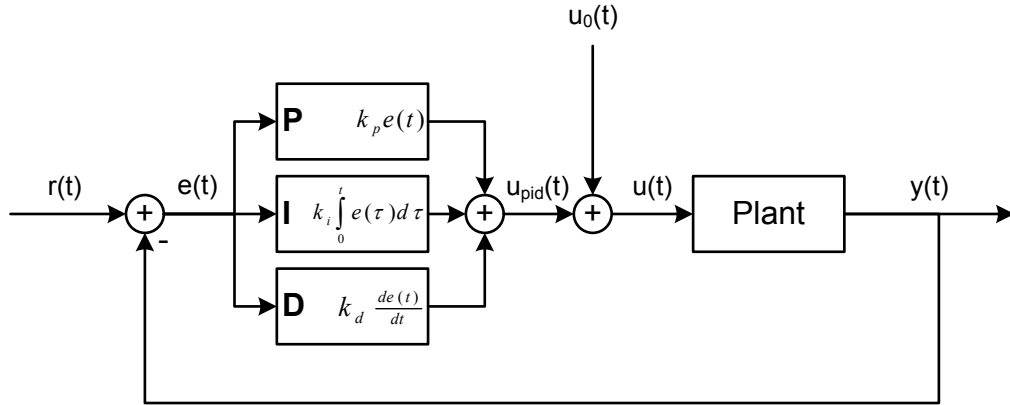 u₀(t)
P k_p e(t)
r(t)
+
-
e(t)
I k_i ∫₀ᵗ e(τ)dτ
+
u_pid(t)
+
u(t)
Plant
y(t)
D k_d de(t)/dt